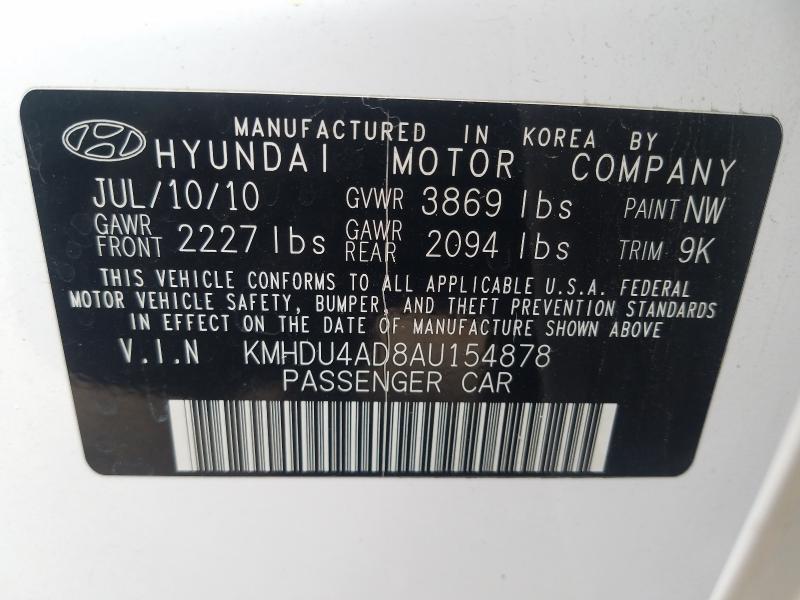 MANUFACTURED IN KOREA BY
HYUNDAI MOTOR COMPANY
JUL/10/10 GVWR 3869 lbs PAINT NW
GAWR FRONT 2227 lbs GAWR REAR 2094 lbs TRIM 9K
THIS VEHICLE CONFORMS TO ALL APPLICABLE U.S.A. FEDERAL
MOTOR VEHICLE SAFETY, BUMPER, AND THEFT PREVENTION STANDARDS
IN EFFECT ON THE DATE OF MANUFACTURE SHOWN ABOVE
V.I.N KMHDU4AD8AU154878
PASSENGER CAR